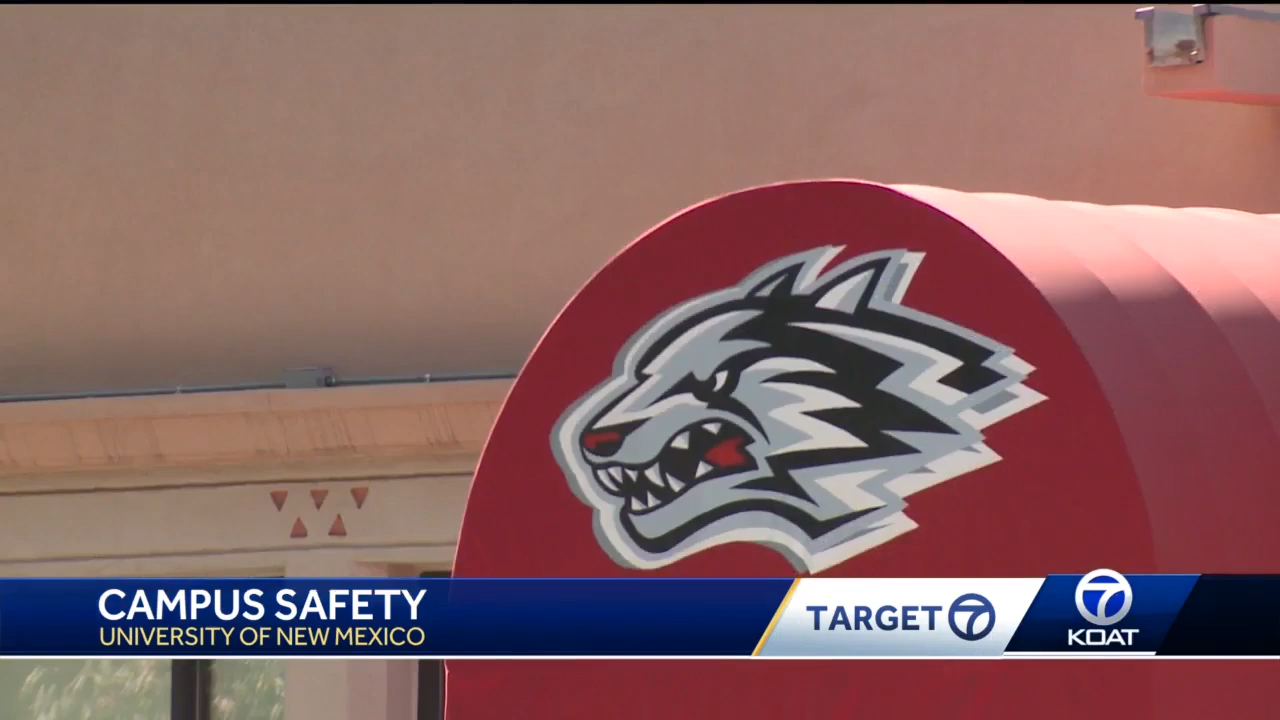 CAMPUS SAFETY
UNIVERSITY OF NEW MEXICO
TARGET 7
7
KOAT